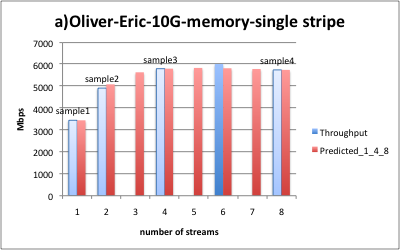 a)Oliver-Eric-10G-memory-single stripe
7000
6000
5000
4000
3000
2000
1000
0
Mbps
sample1
sample2
sample3
sample4
1 2 3 4 5 6 7 8
number of streams
Throughput
Predicted_1_4_8